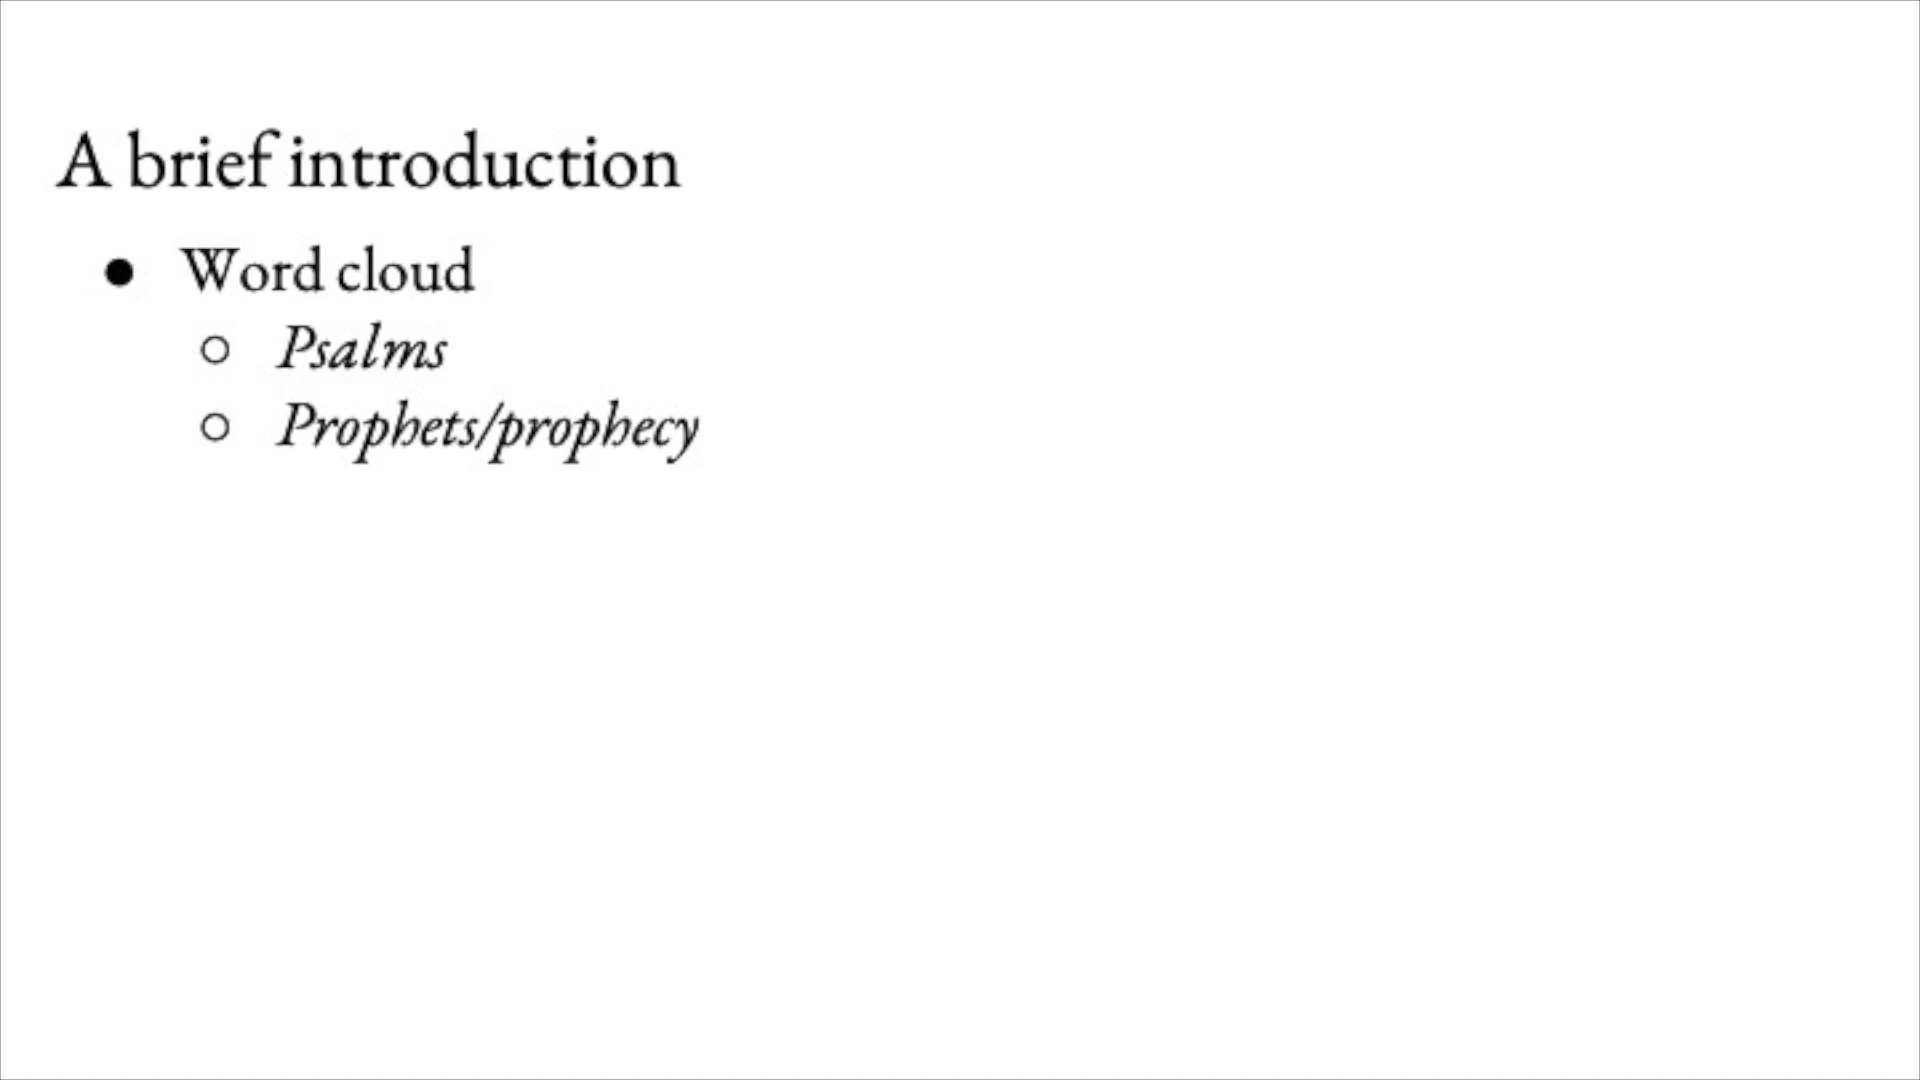 A brief introduction
● Word cloud
○ Psalms
○ Prophets/prophecy